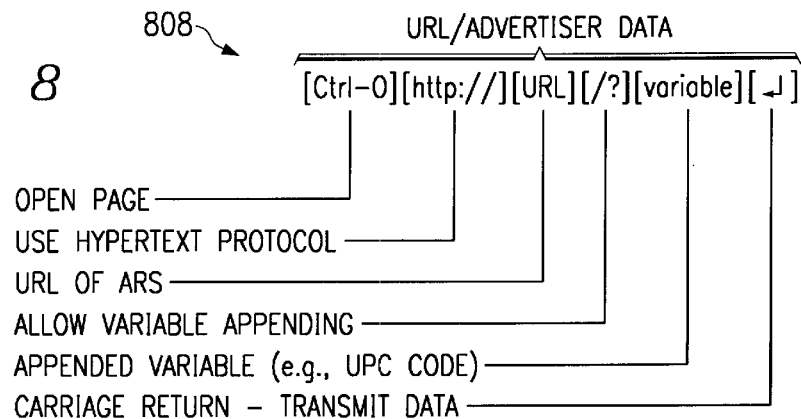 808
URL/ADVERTISER DATA
8
[Ctrl-O][http://][URL][/?][variable][↵]
OPEN PAGE
USE HYPERTEXT PROTOCOL
URL OF ARS
ALLOW VARIABLE APPENDING
APPENDED VARIABLE (e.g., UPC CODE)
CARRIAGE RETURN - TRANSMIT DATA